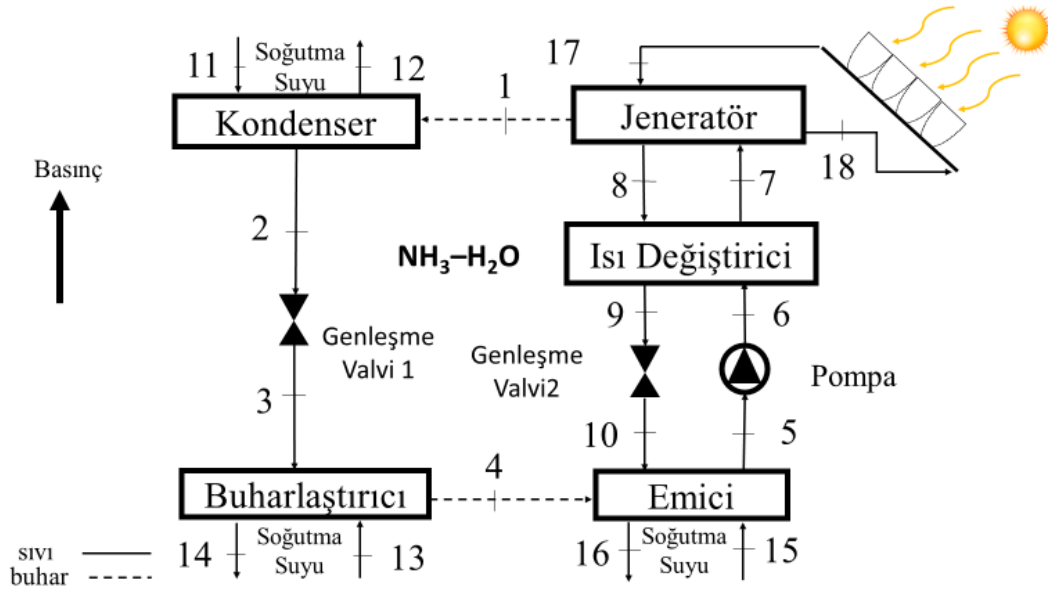 11
Soğutma
Suyu
12
17
1
Kondenser
Jeneratör
18
Basınç
8
7
2
NH₃–H₂O
Isı Değiştirici
9
6
Genleşme
Valvi 1
Genleşme
Valvi2
Pompa
3
10
5
4
Buharlaştırıcı
Emici
14
Soğutma
Suyu
13
16
Soğutma
Suyu
15
sıvı
buhar